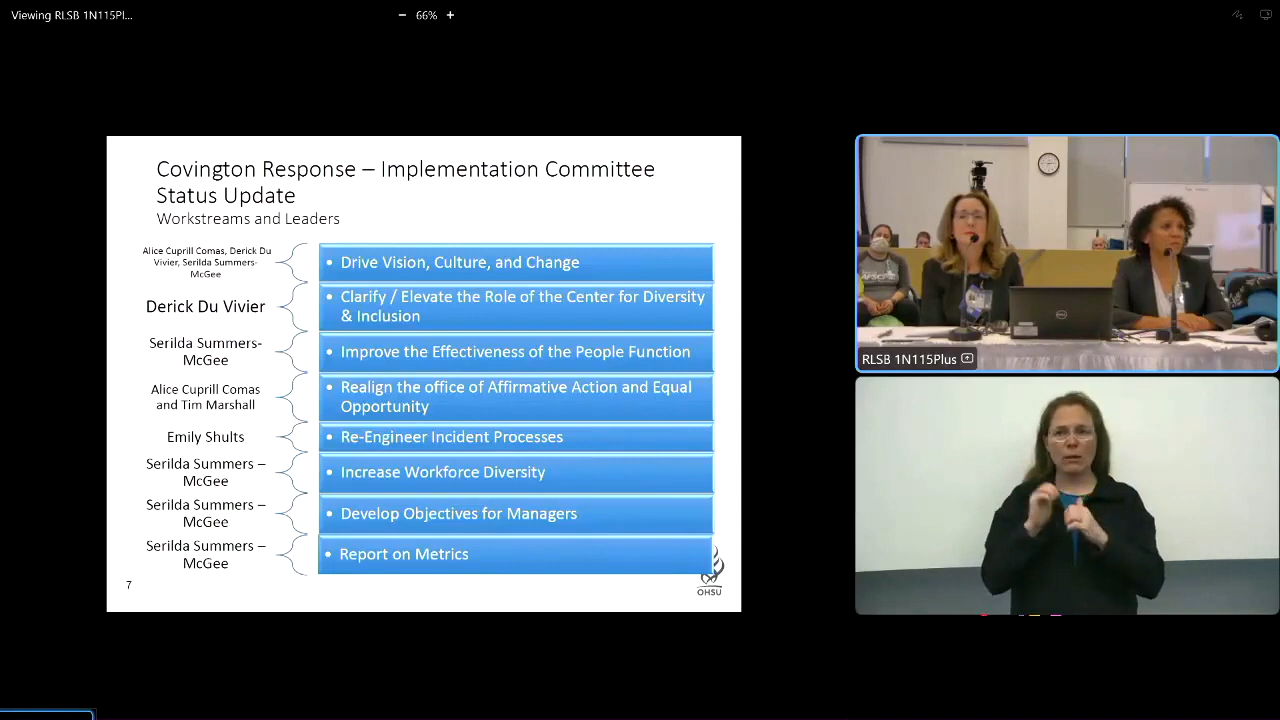 Viewing RLSB 1N115Pl...
− 66% +
Covington Response – Implementation Committee
Status Update
Workstreams and Leaders
Alice Cuprill Comas, Derick Du
Vivier, Serilda Summers-
McGee
• Drive Vision, Culture, and Change
Derick Du Vivier
• Clarify / Elevate the Role of the Center for Diversity
& Inclusion
Serilda Summers-
McGee
• Improve the Effectiveness of the People Function
Alice Cuprill Comas
and Tim Marshall
• Realign the office of Affirmative Action and Equal
Opportunity
Emily Shults
• Re-Engineer Incident Processes
Serilda Summers –
McGee
• Increase Workforce Diversity
Serilda Summers –
McGee
• Develop Objectives for Managers
Serilda Summers –
McGee
• Report on Metrics
7
OHSU
RLSB 1N115Plus